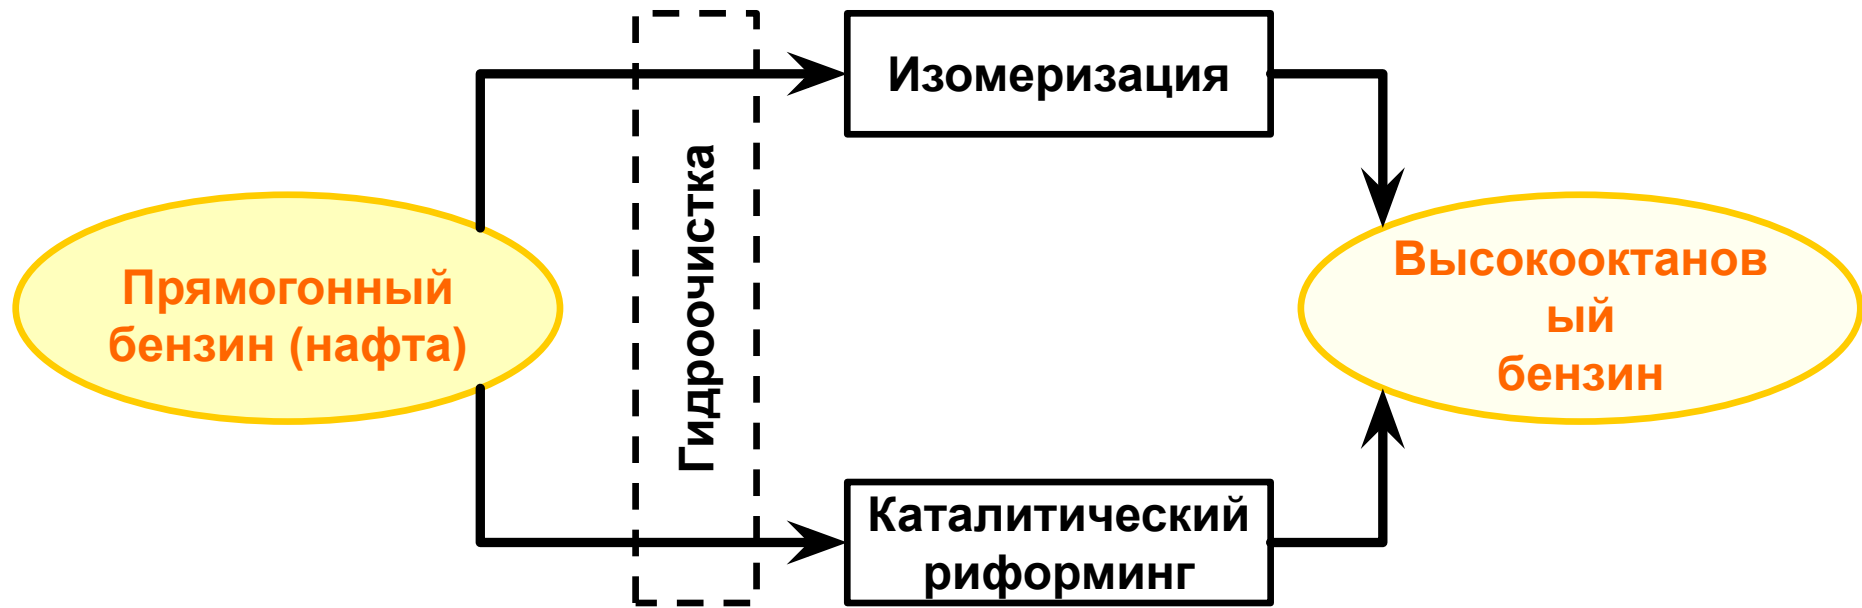 Прямогонный
бензин (нафта)
Гидроочистка
Изомеризация
Каталитический
риформинг
Высокооктанов
ый
бензин